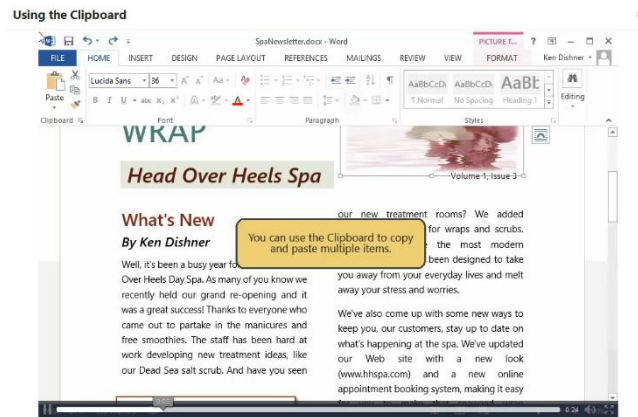 Using the Clipboard
SpaNewsletter.docx - Word
PICTURE T...
FILE HOME INSERT DESIGN PAGE LAYOUT REFERENCES MAILINGS REVIEW VIEW FORMAT Ken Dishner
Lucida Sans 36
Paste
B I U abc
AaBbCcDc AaBbCcDc AaBbC
¶ Normal No Spacing Heading 1
Editing
Clipboard Font Paragraph Styles
WRAP
Head Over Heels Spa
Volume 1, Issue 3
What's New
By Ken Dishner
Well, it's been a busy year fo
Over Heels Day Spa. As many of you know we
recently held our grand re-opening and it
was a great success! Thanks to everyone who
came out to partake in the manicures and
free smoothies. The staff has been hard at
work developing new treatment ideas, like
our Dead Sea salt scrub. And have you seen
You can use the Clipboard to copy
and paste multiple items.
our new treatment rooms? We added
for wraps and scrubs.
the most modern
been designed to take
you away from your everyday lives and melt
away your stress and worries.
We've also come up with some new ways to
keep you, our customers, stay up to date on
what's happening at the spa. We've updated
our Web site with a new look
(www.hhspa.com) and a new online
appointment booking system, making it easy
0:24